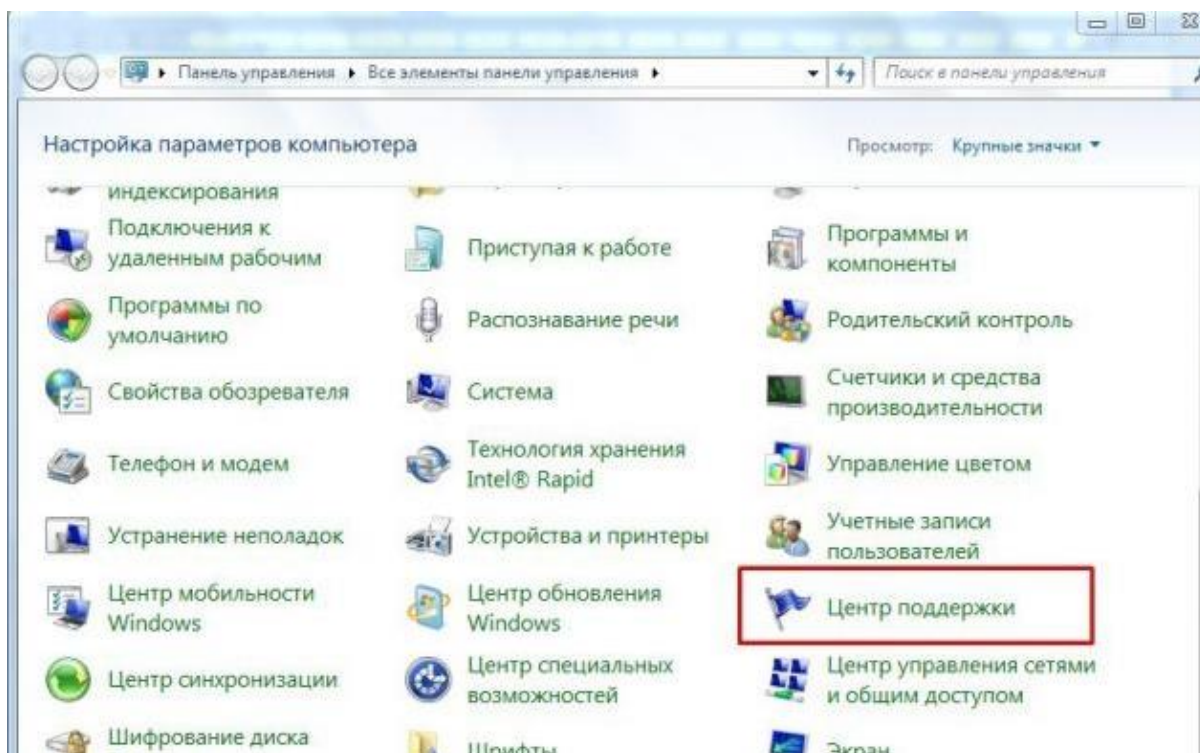 Панель управления ▸ Все элементы панели управления ▸
Поиск в панели управления
Настройка параметров компьютера
Просмотр: Крупные значки
индексирования
Подключения к
удаленным рабочим
Приступая к работе
Программы и
компоненты
Программы по
умолчанию
Распознавание речи
Родительский контроль
Свойства обозревателя
Система
Счетчики и средства
производительности
Телефон и модем
Технология хранения
Intel® Rapid
Управление цветом
Устранение неполадок
Устройства и принтеры
Учетные записи
пользователей
Центр мобильности
Windows
Центр обновления
Windows
Центр поддержки
Центр синхронизации
Центр специальных
возможностей
Центр управления сетями
и общим доступом
Шифрование диска
Шрифты
Экран